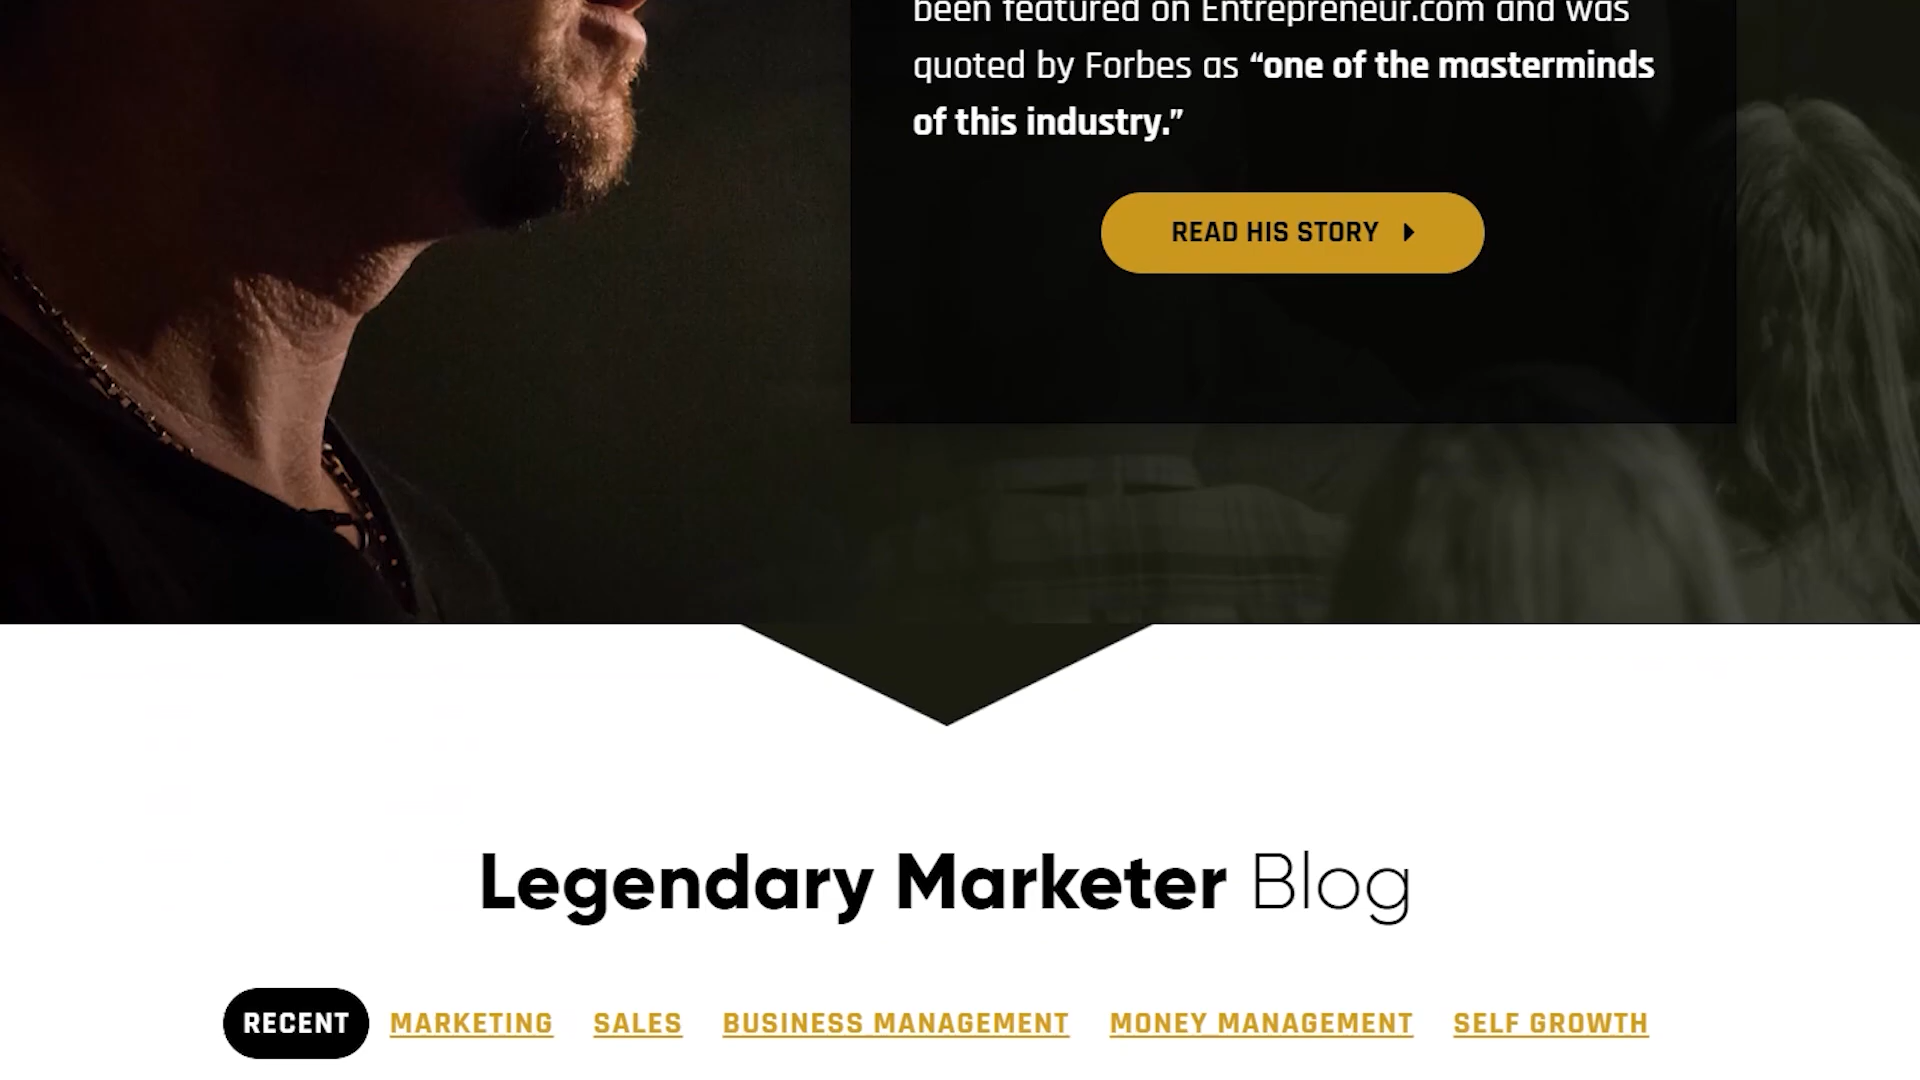 been featured on Entrepreneur.com and was
quoted by Forbes as “one of the masterminds
of this industry.”
READ HIS STORY
Legendary Marketer Blog
RECENT MARKETING SALES BUSINESS MANAGEMENT MONEY MANAGEMENT SELF GROWTH